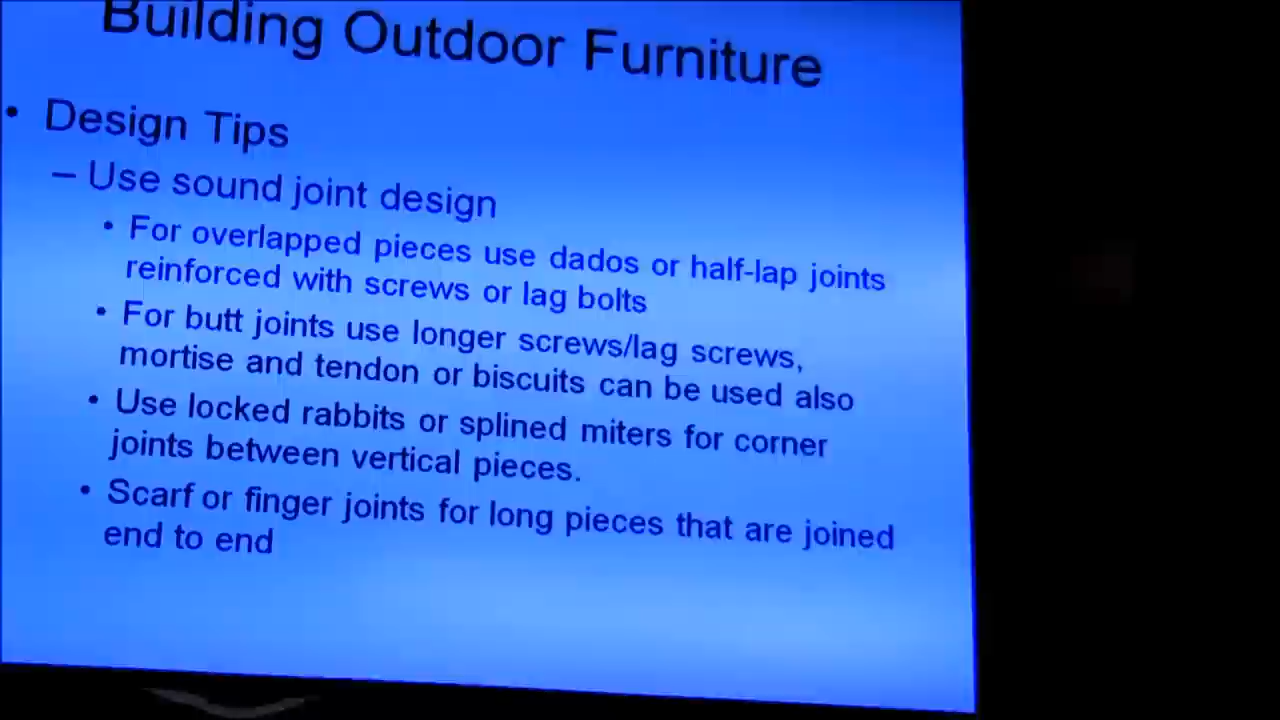 Building Outdoor Furniture
• Design Tips
– Use sound joint design
• For overlapped pieces use dados or half-lap joints
reinforced with screws or lag bolts
• For butt joints use longer screws/lag screws,
mortise and tendon or biscuits can be used also
• Use locked rabbits or splined miters for corner
joints between vertical pieces.
• Scarf or finger joints for long pieces that are joined
end to end